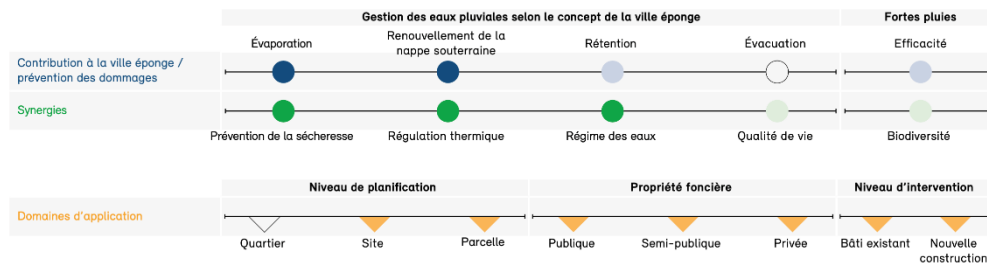 Gestion des eaux pluviales selon le concept de la ville éponge
Fortes pluies
Évaporation
Renouvellement de la
nappe souterraine
Rétention
Évacuation
Efficacité
Contribution à la ville éponge /
prévention des dommages
Synergies
Prévention de la sécheresse
Régulation thermique
Régime des eaux
Qualité de vie
Biodiversité
Niveau de planification
Propriété foncière
Niveau d'intervention
Domaines d'application
Quartier
Site
Parcelle
Publique
Semi-publique
Privée
Bâti existant
Nouvelle
construction